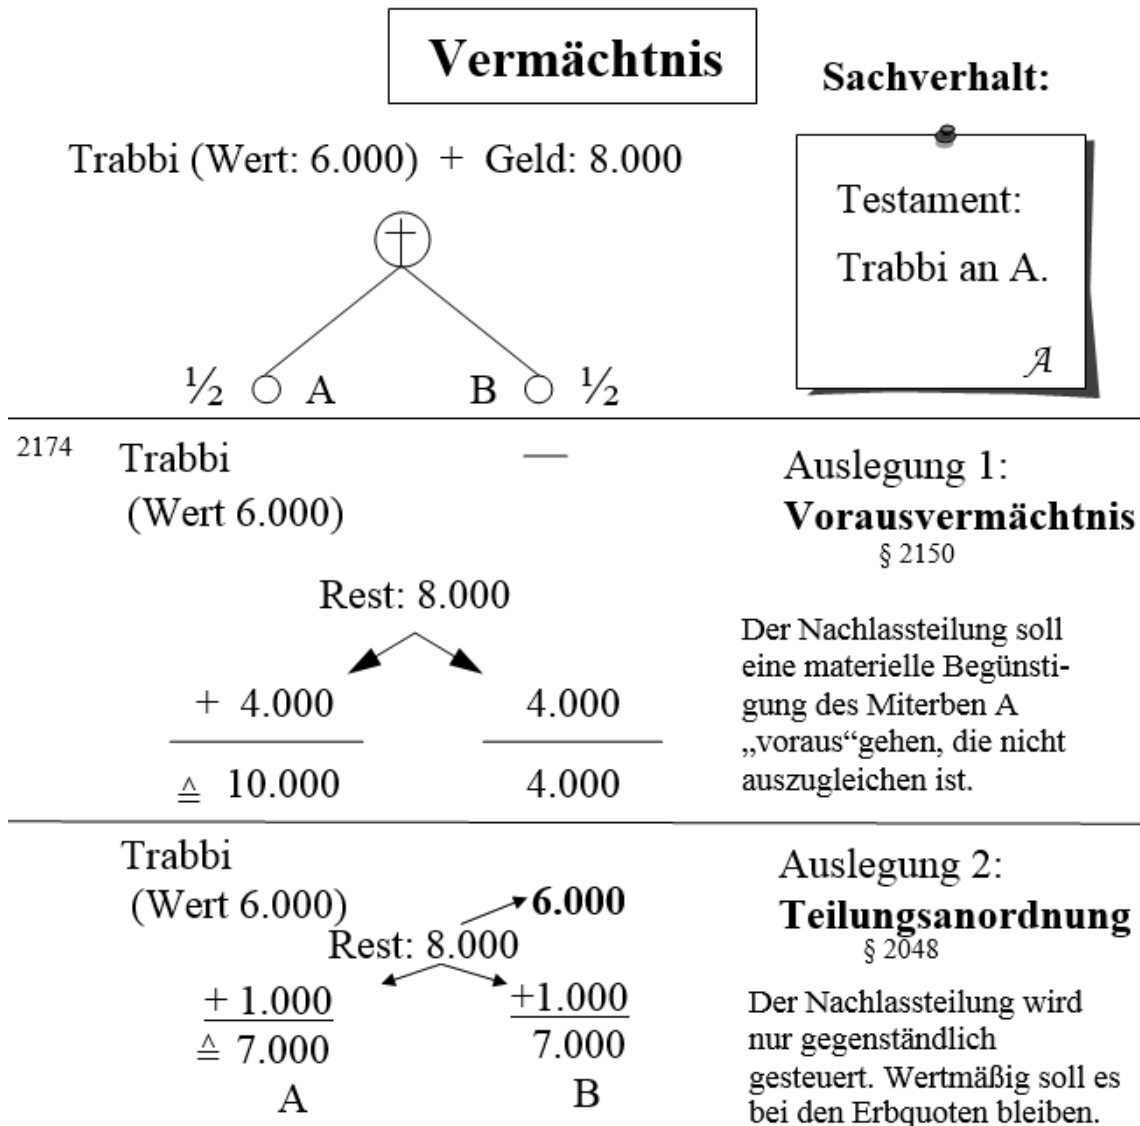 Vermächtnis
Sachverhalt:
Trabbi (Wert: 6.000) + Geld: 8.000
Testament:
Trabbi an A.
A
½ A B ½
2174 Trabbi —
(Wert 6.000)
Auslegung 1:
Vorausvermächtnis
§ 2150
Rest: 8.000
+ 4.000 4.000
≙ 10.000 4.000
Der Nachlassteilung soll
eine materielle Begünsti-
gung des Miterben A
„voraus“gehen, die nicht
auszugleichen ist.
Trabbi
(Wert 6.000) 6.000
Rest: 8.000
+ 1.000 +1.000
≙ 7.000 7.000
A B
Auslegung 2:
Teilungsanordnung
§ 2048
Der Nachlassteilung wird
nur gegenständlich
gesteuert. Wertmäßig soll es
bei den Erbquoten bleiben.